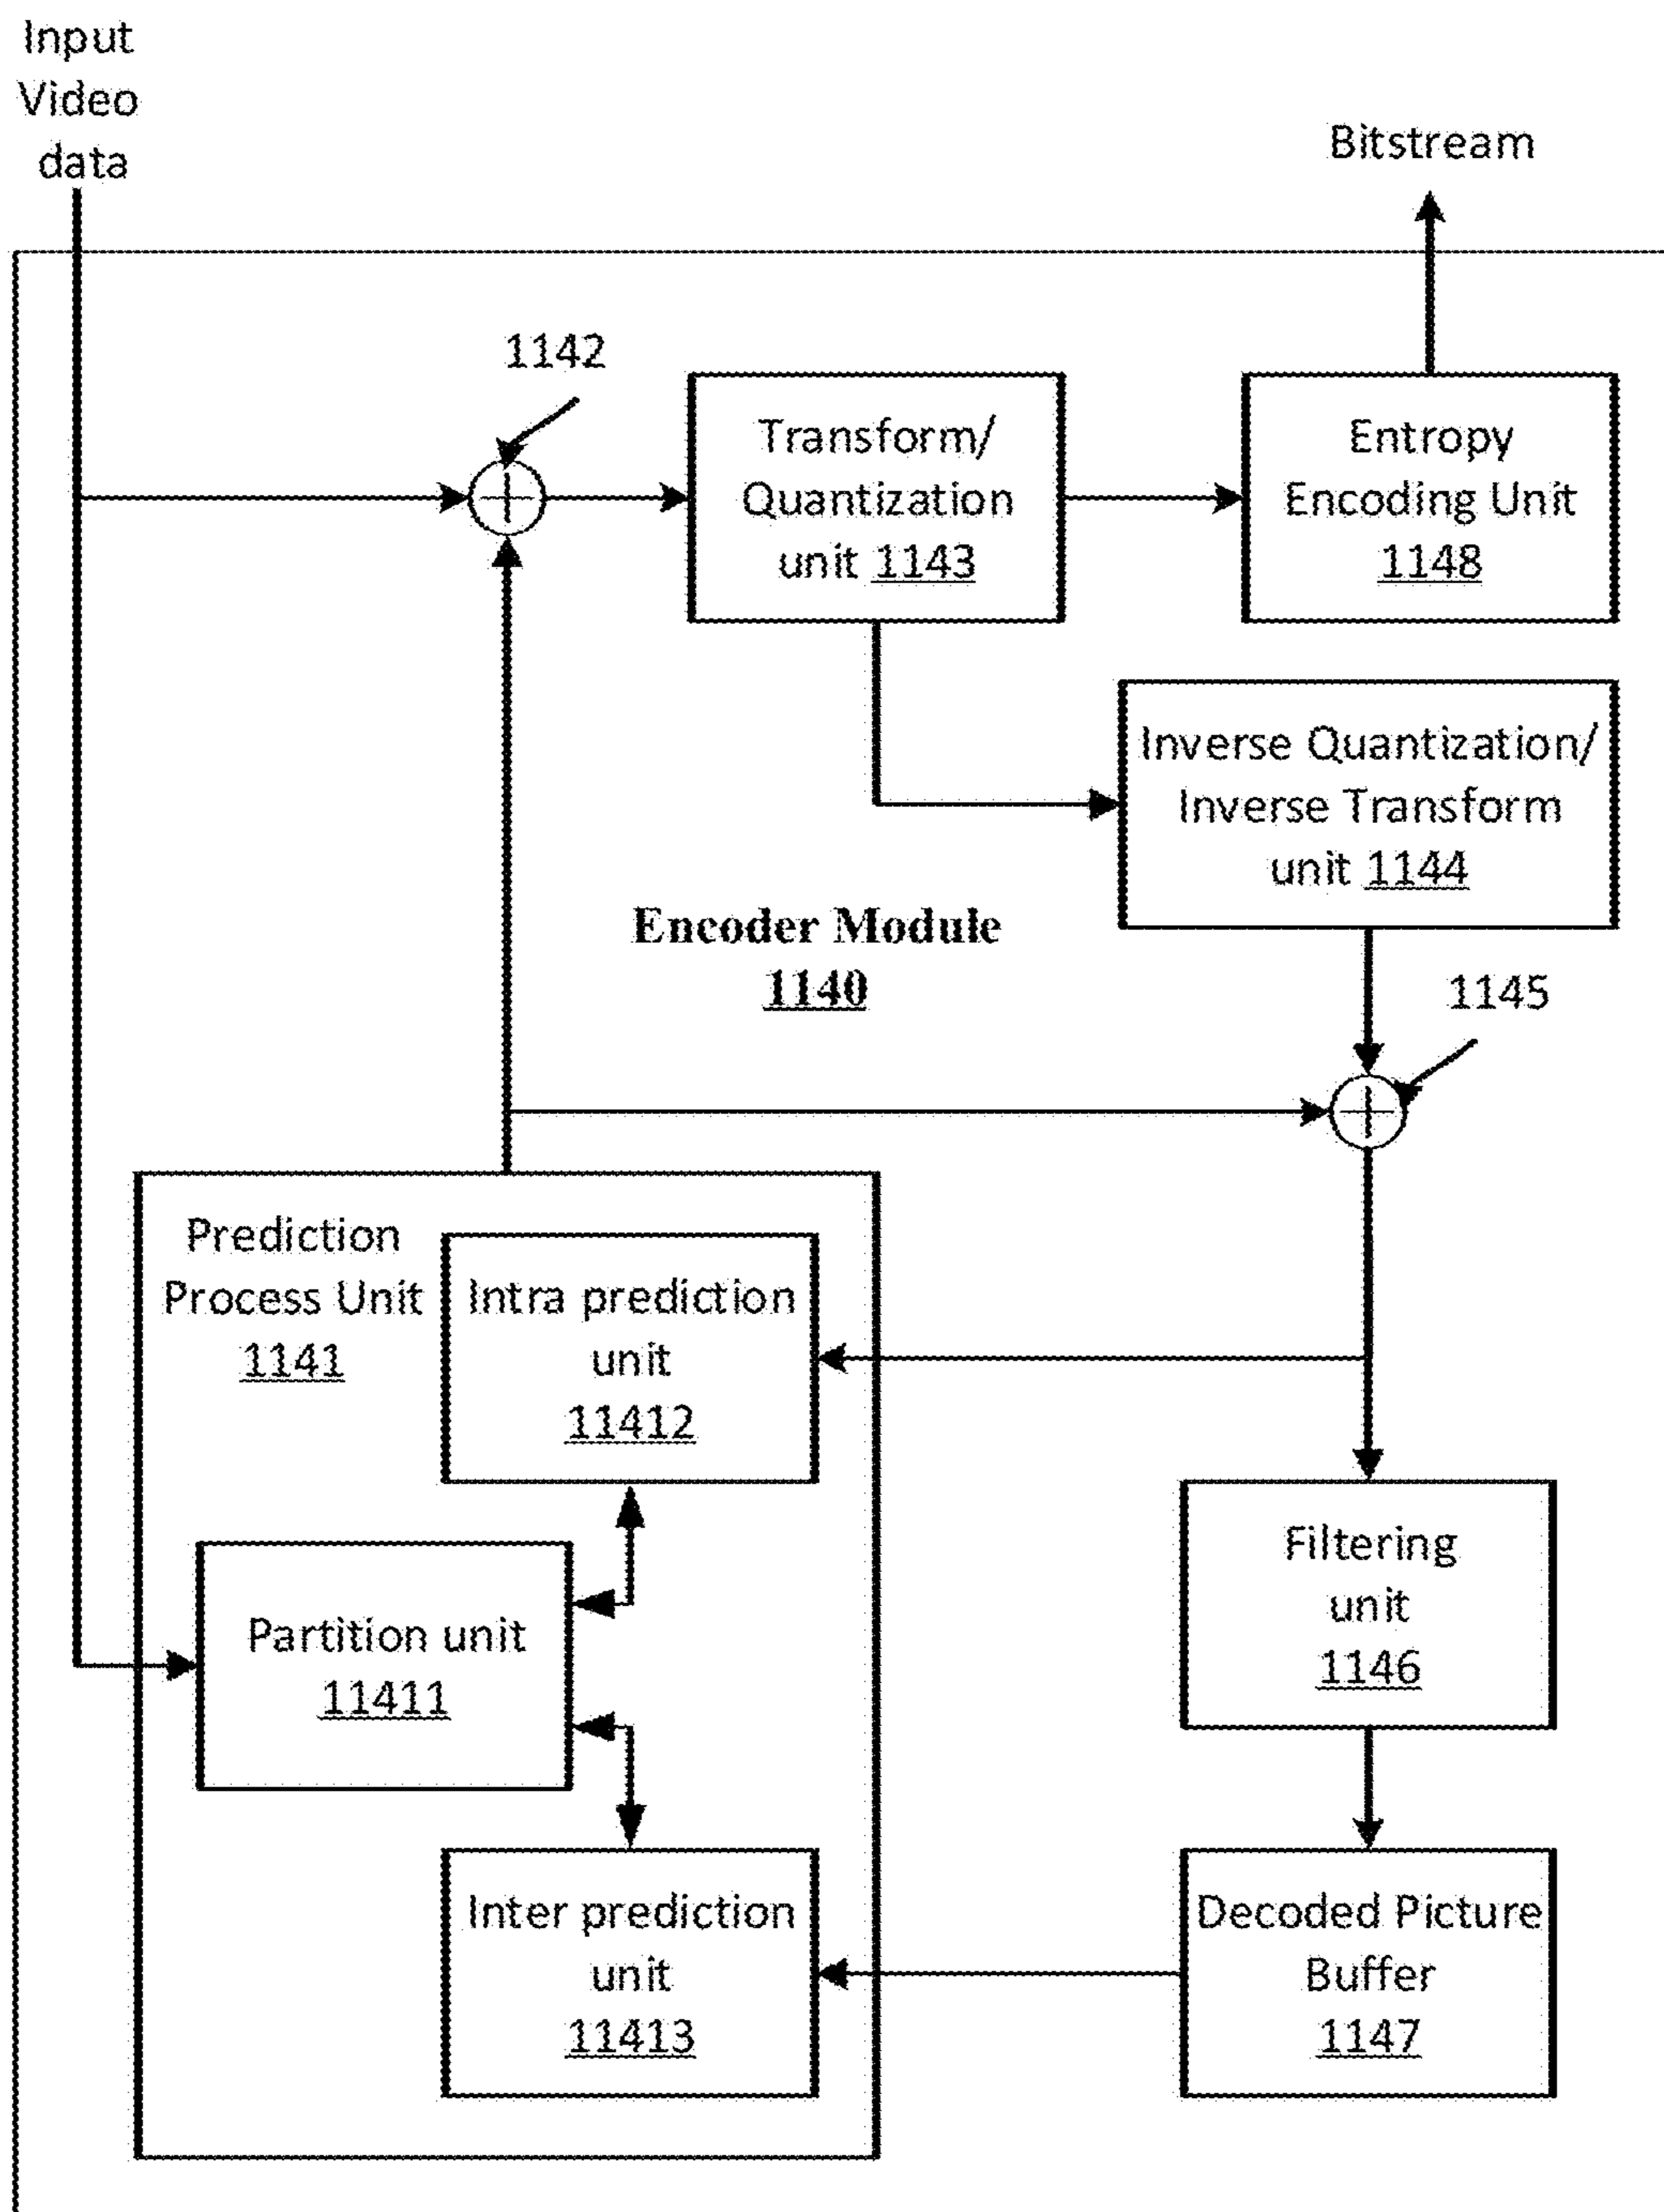 Input
Video
data
Bitstream
1142
Transform/
Quantization
unit 1143
Entropy
Encoding Unit
1148
Inverse Quantization/
Inverse Transform
unit 1144
Encoder Module
1140
1145
Prediction
Process Unit
1141
Intra prediction
unit
11412
Filtering
unit
1146
Partition unit
11411
Inter prediction
unit
11413
Decoded Picture
Buffer
1147